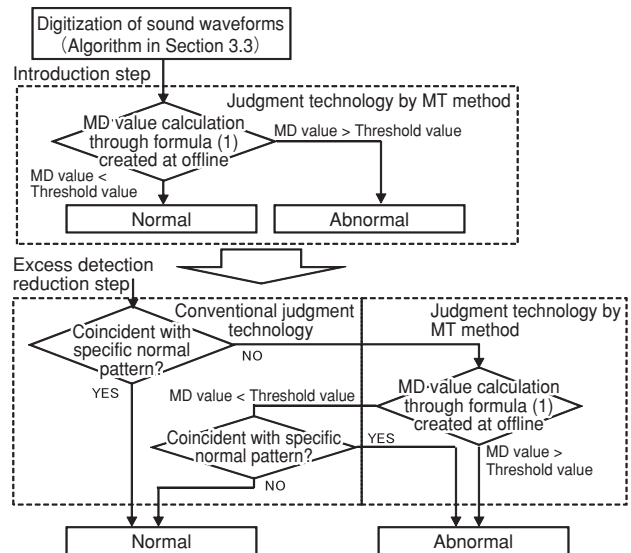 Digitization of sound waveforms
(Algorithm in Section 3.3)
Introduction step
Judgment technology by MT method
MD value calculation
through formula (1)
created at offline
MD value > Threshold value
MD value <
Threshold value
Normal
Abnormal
Excess detection
reduction step
Conventional judgment
technology
Judgment technology by
MT method
Coincident with
specific normal
pattern?
NO
YES
MD value < Threshold value
MD value calculation
through formula (1)
created at offline
Coincident with specific
normal pattern?
YES
NO
MD value >
Threshold value
Normal
Abnormal